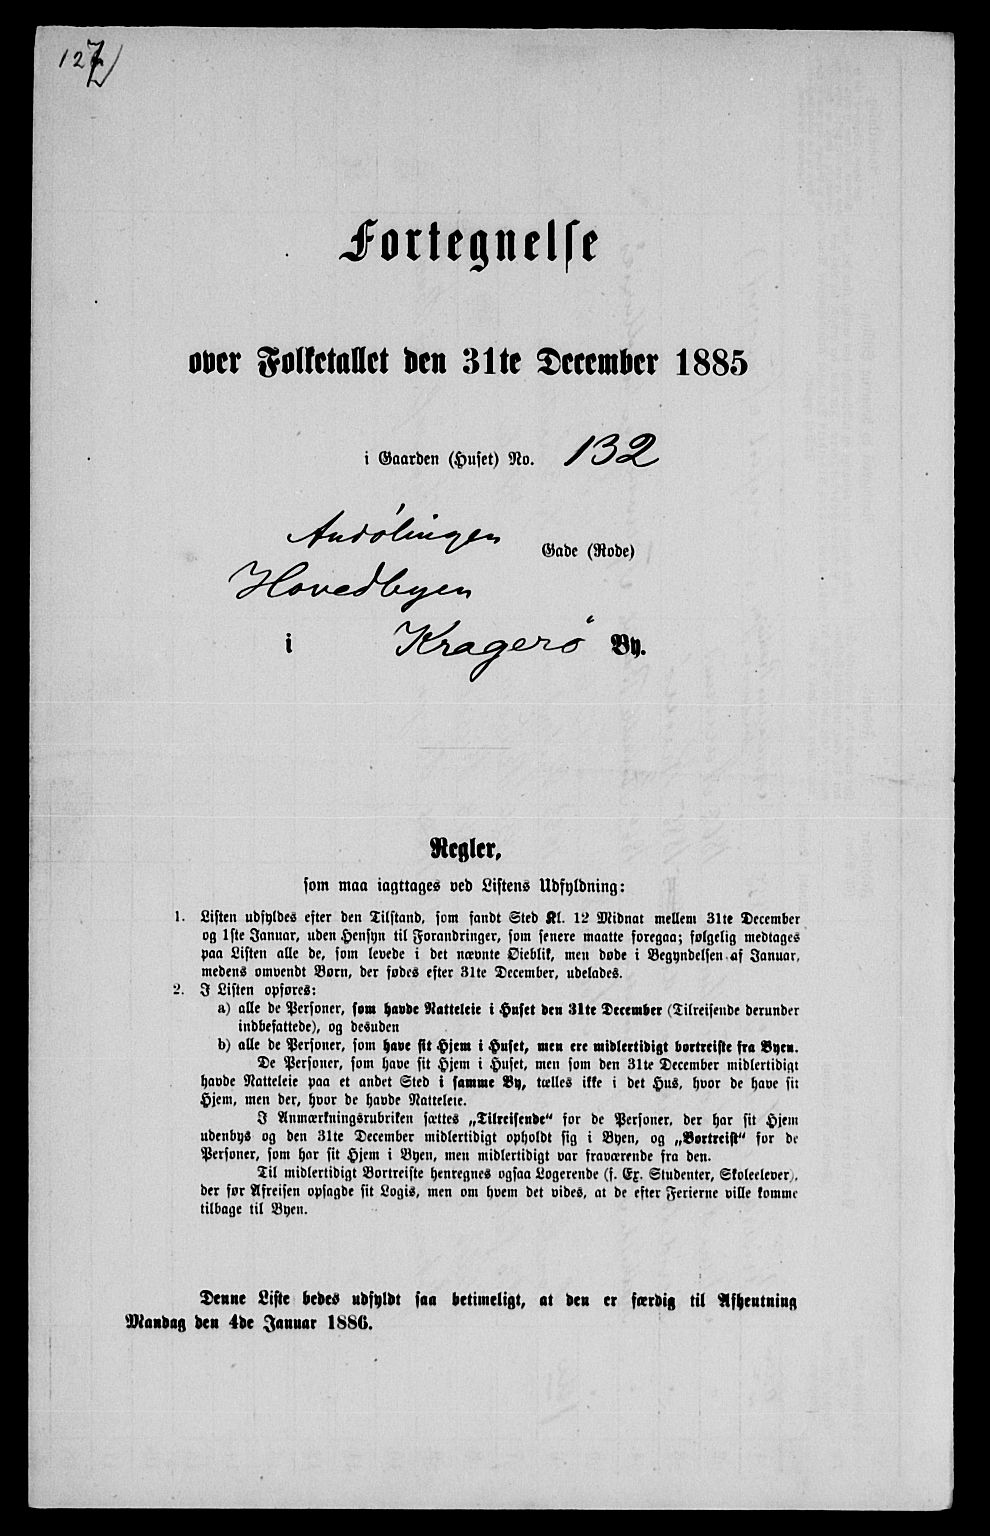 Fortegnelse
over Folketallet den 31te December 1885
i Gaarden (Huset) No. 132
Andølingen Gade (Rode)
Hovedbyen
i Kragerö By.
Regler,
som maa iagttages ved Listens Udfyldning:
1. Listen udfyldes efter den Tilstand, som fandt Sted Kl. 12 Midnat mellem 31te December
og 1ste Januar, uden Hensyn til Forandringer, som senere maatte foregaa; følgelig medtages
paa Listen alle de, som levede i det nævnte Øieblik, men døde i Begyndelsen af Januar,
medens omvendt Børn, der fødes efter 31te December, udelades.
2. I Listen opføres:
a) alle de Personer, som havde Natteleie i Huset den 31te December (Tilreisende derunder
indbefattede), og desuden
b) alle de Personer, som have sit Hjem i Huset, men ere midlertidigt bortreiste fra Byen.
De Personer, som have sit Hjem i Huset, men som den 31te December midlertidigt
havde Natteleie paa et andet Sted i samme By, tælles ikke i det Hus, hvor de have sit
Hjem, men der, hvor de havde Natteleie.
I Anmærkningsrubriken sættes „Tilreisende“ for de Personer, der har sit Hjem
udenbys og den 31te December midlertidigt opholdt sig i Byen, og „Bortreist“ for de
Personer, som har sit Hjem i Byen, men midlertidigt var fraværende fra den.
Til midlertidigt Bortreiste henregnes ogsaa Logerende (f. Ex. Studenter, Skoleelever),
der før Afreisen opsagde sit Logis, men om hvem det vides, at de efter Ferierne ville komme
tilbage til Byen.
Denne Liste bedes udfyldt saa betimeligt, at den er færdig til Afhentning
Mandag den 4de Januar 1886.